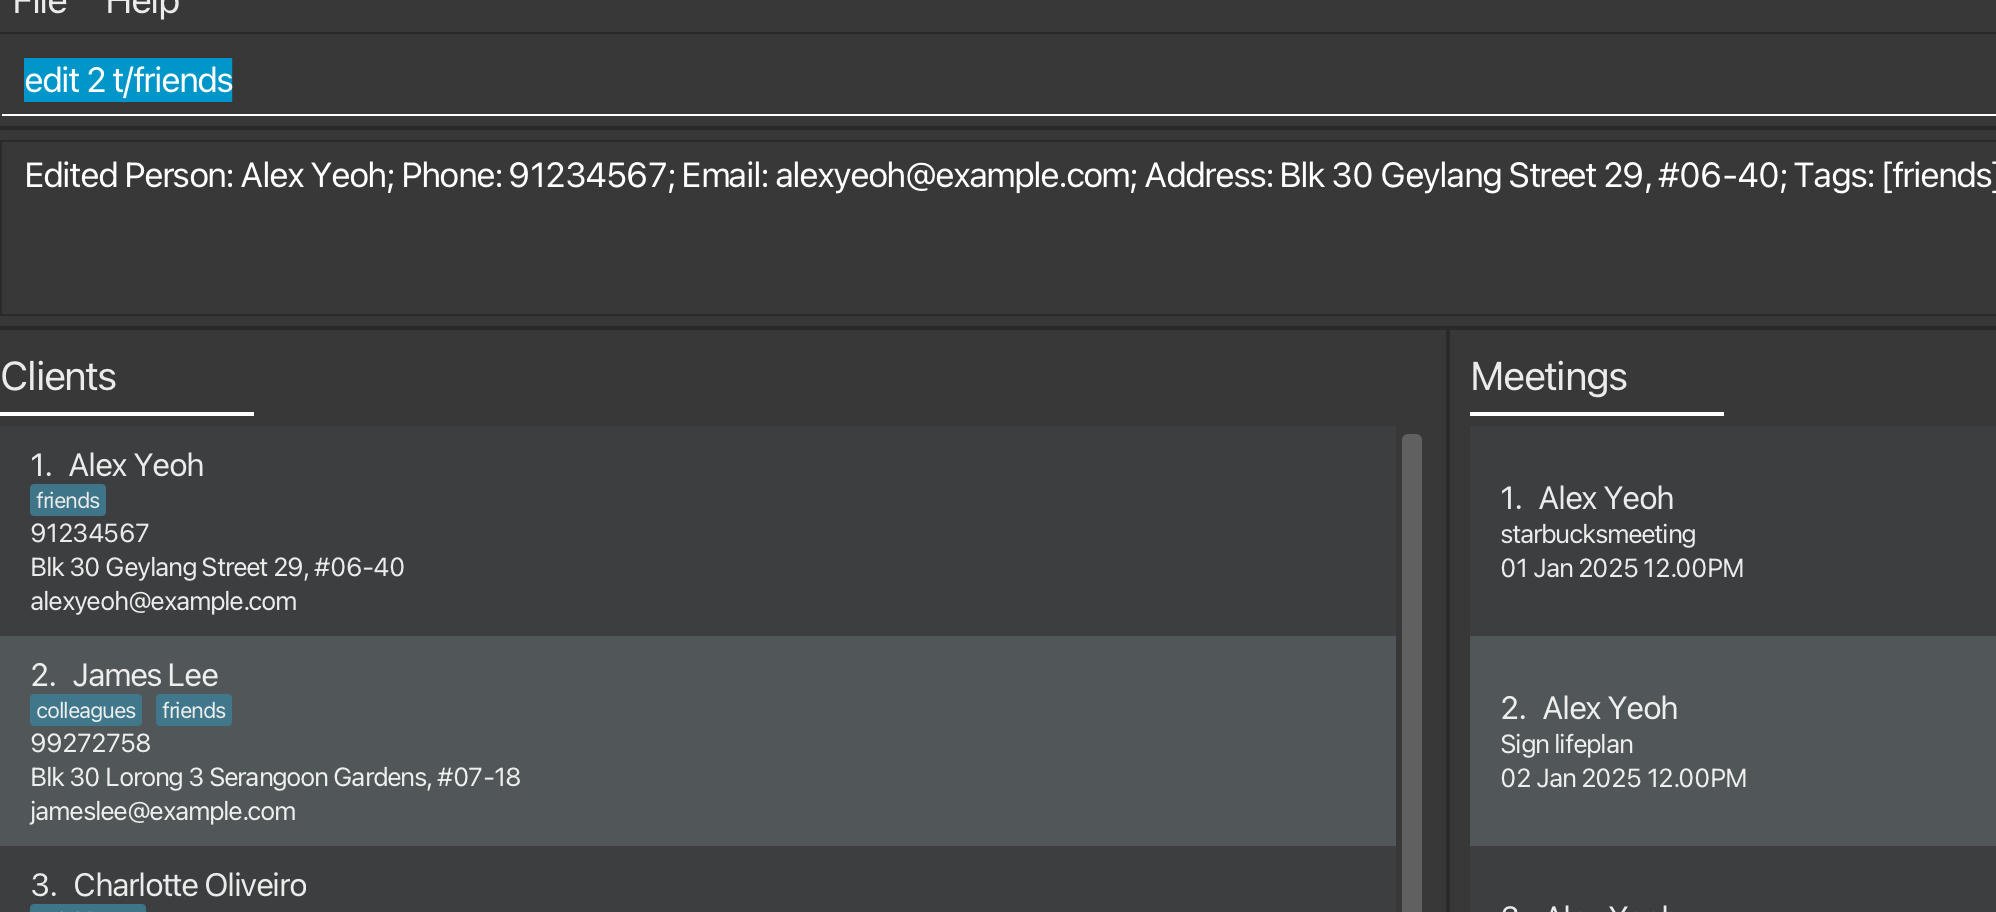 File Help
edit 2 t/friends
Edited Person: Alex Yeoh; Phone: 91234567; Email: alexyeoh@example.com; Address: Blk 30 Geylang Street 29, #06-40; Tags: [friends]
Clients
1. Alex Yeoh
friends
91234567
Blk 30 Geylang Street 29, #06-40
alexyeoh@example.com
2. James Lee
colleagues friends
99272758
Blk 30 Lorong 3 Serangoon Gardens, #07-18
jameslee@example.com
3. Charlotte Oliveiro
Meetings
1. Alex Yeoh
starbucksmeeting
01 Jan 2025 12.00PM
2. Alex Yeoh
Sign lifeplan
02 Jan 2025 12.00PM